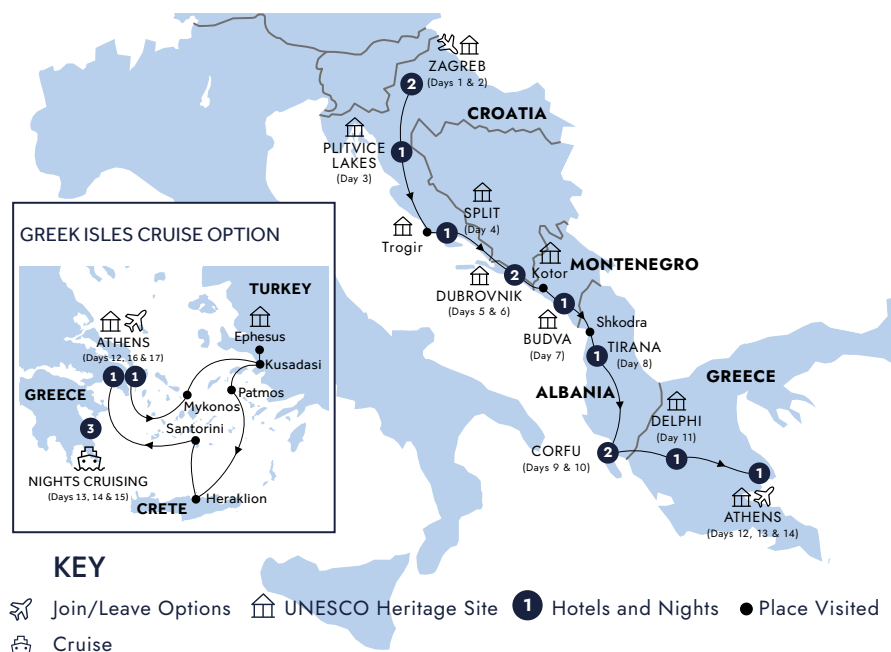 ZAGREB
(Days 1 & 2)
2
CROATIA
PLITVICE
LAKES
(Day 3)
1
SPLIT
(Day 4)
1
Trogir
2
DUBROVNIK
(Days 5 & 6)
Kotor
MONTENEGRO
1
BUDVA
(Day 7)
Shkodra
TIRANA
(Day 8)
1
ALBANIA
GREECE
CORFU
(Days 9 & 10)
2
DELPHI
(Day 11)
1
1
ATHENS
(Days 12, 13 & 14)
GREEK ISLES CRUISE OPTION
TURKEY
Ephesus
Kusadasi
ATHENS
(Days 12, 16 & 17)
1
1
GREECE
Mykonos
Patmos
Santorini
3
NIGHTS CRUISING
(Days 13, 14 & 15)
Heraklion
CRETE
KEY
Join/Leave Options
UNESCO Heritage Site
1 Hotels and Nights
Place Visited
Cruise